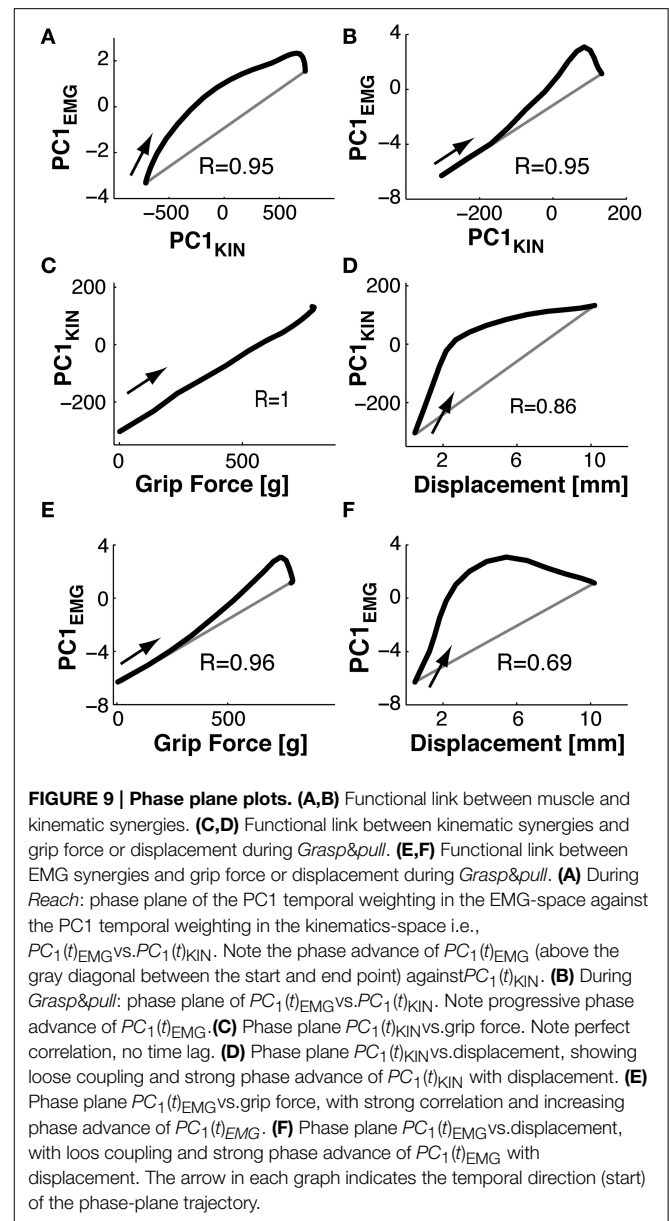 A
B
2
0
−2
−4
PC1EMG
R=0.95
−500
0
500
PC1KIN
4
0
−4
−8
PC1EMG
R=0.95
−200
0
200
PC1KIN
C
D
200
0
−200
PC1KIN
R=1
0
500
Grip Force [g]
200
0
−200
PC1KIN
R=0.86
2
6
10
Displacement [mm]
E
F
4
0
−4
−8
PC1EMG
R=0.96
0
500
Grip Force [g]
4
0
−4
−8
PC1EMG
R=0.69
2
6
10
Displacement [mm]
FIGURE 9 | Phase plane plots. (A,B) Functional link between muscle and
kinematic synergies. (C,D) Functional link between kinematic synergies and
grip force or displacement during Grasp&pull. (E,F) Functional link between
EMG synergies and grip force or displacement during Grasp&pull. (A) During
Reach: phase plane of the PC1 temporal weighting in the EMG-space against
the PC1 temporal weighting in the kinematics-space i.e.,
PC1(t)EMGvs.PC1(t)KIN. Note the phase advance of PC1(t)EMG (above the
gray diagonal between the start and end point) againstPC1(t)KIN. (B) During
Grasp&pull: phase plane of PC1(t)EMGvs.PC1(t)KIN. Note progressive phase
advance of PC1(t)EMG.(C) Phase plane PC1(t)KINvs.grip force. Note perfect
correlation, no time lag. (D) Phase plane PC1(t)KINvs.displacement, showing
loose coupling and strong phase advance of PC1(t)KIN with displacement. (E)
Phase plane PC1(t)EMGvs.grip force, with strong correlation and increasing
phase advance of PC1(t)EMG. (F) Phase plane PC1(t)EMGvs.displacement,
with loos coupling and strong phase advance of PC1(t)EMG with
displacement. The arrow in each graph indicates the temporal direction (start)
of the phase-plane trajectory.